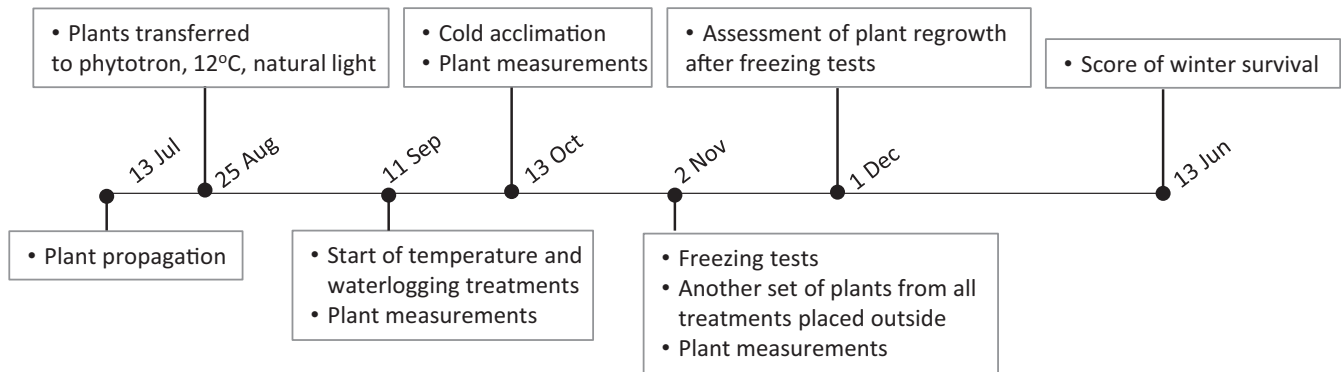 • Plants transferred
to phytotron, 12°C, natural light
• Cold acclimation
• Plant measurements
• Assessment of plant regrowth
after freezing tests
• Score of winter survival
13 Jul
25 Aug
11 Sep
13 Oct
2 Nov
1 Dec
13 Jun
• Plant propagation
• Start of temperature and
waterlogging treatments
• Plant measurements
• Freezing tests
• Another set of plants from all
treatments placed outside
• Plant measurements